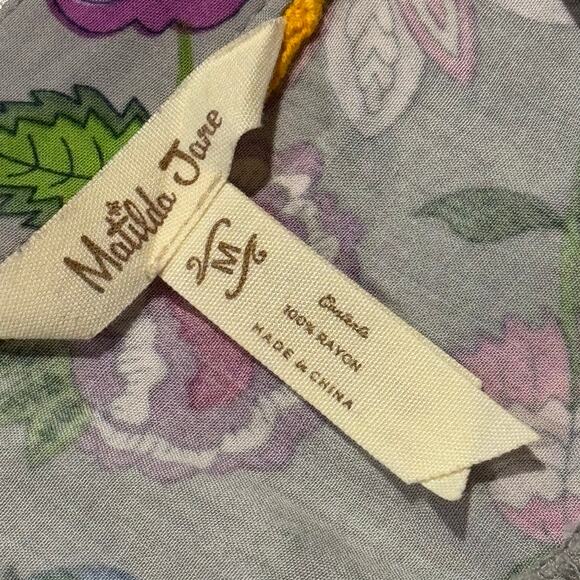 Matilda Jane
M
Contents
100% RAYON
MADE in CHINA